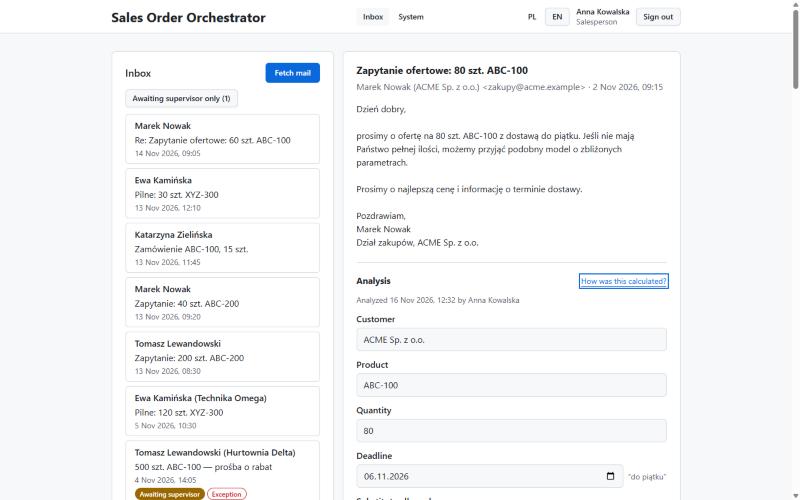 Sales Order Orchestrator
Inbox
System
PL
EN
Anna Kowalska
Salesperson
Sign out
Inbox
Fetch mail
Awaiting supervisor only (1)
Marek Nowak
Re: Zapytanie ofertowe: 60 szt. ABC-100
14 Nov 2026, 09:05
Ewa Kamińska
Pilne: 30 szt. XYZ-300
13 Nov 2026, 12:10
Katarzyna Zielińska
Zamówienie ABC-100, 15 szt.
13 Nov 2026, 11:45
Marek Nowak
Zapytanie: 40 szt. ABC-200
13 Nov 2026, 09:20
Tomasz Lewandowski
Zapytanie: 200 szt. ABC-200
13 Nov 2026, 08:30
Ewa Kamińska (Technika Omega)
Pilne: 120 szt. XYZ-300
5 Nov 2026, 10:30
Tomasz Lewandowski (Hurtownia Delta)
500 szt. ABC-100 — prośba o rabat
4 Nov 2026, 14:05
Awaiting supervisor
Exception
Zapytanie ofertowe: 80 szt. ABC-100
Marek Nowak (ACME Sp. z o.o.) <zakupy@acme.example> · 2 Nov 2026, 09:15
Dzień dobry,
prosimy o ofertę na 80 szt. ABC-100 z dostawą do piątku. Jeśli nie mają
Państwo pełnej ilości, możemy przyjąć podobny model o zbliżonych
parametrach.
Prosimy o najlepszą cenę i informację o terminie dostawy.
Pozdrawiam,
Marek Nowak
Dział zakupów, ACME Sp. z o.o.
Analysis
How was this calculated?
Analyzed 16 Nov 2026, 12:32 by Anna Kowalska
Customer
ACME Sp. z o.o.
Product
ABC-100
Quantity
80
Deadline
06.11.2026
"do piątku"